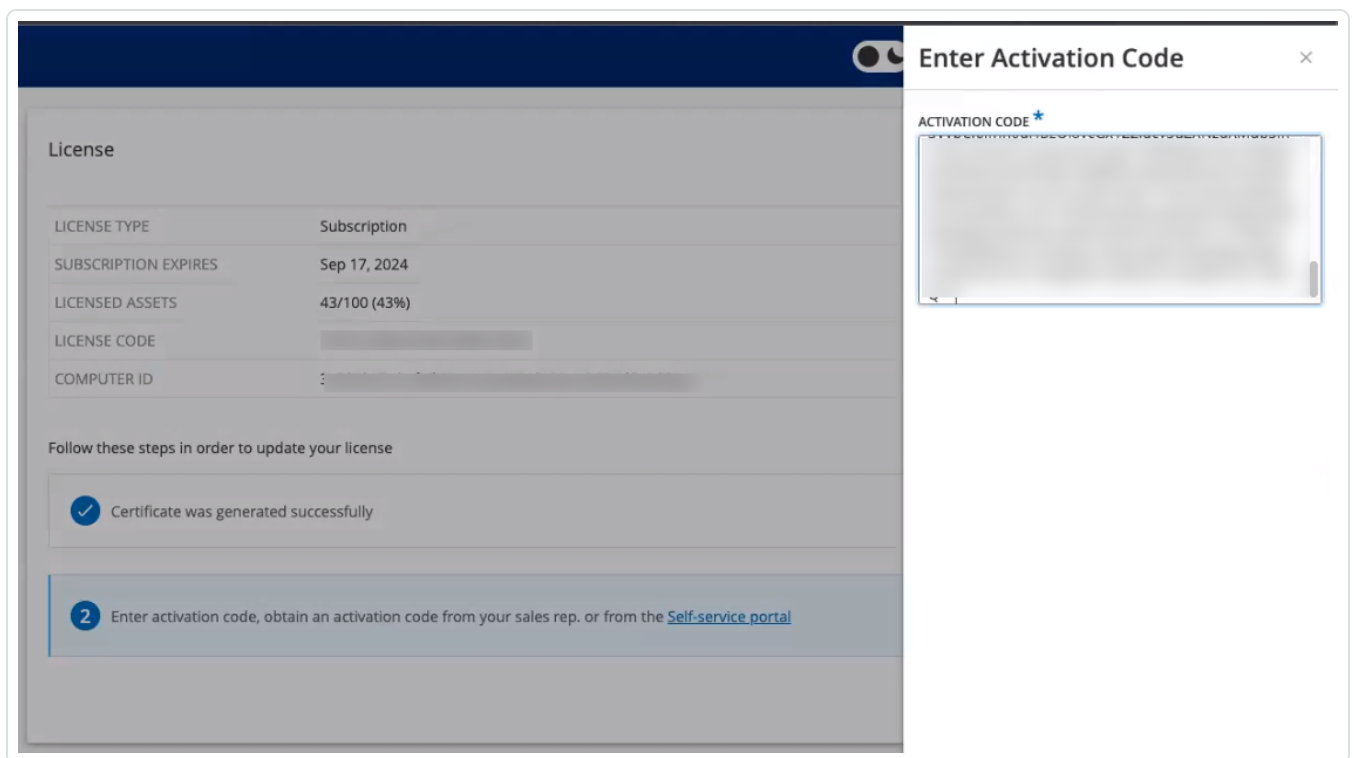 Enter Activation Code
ACTIVATION CODE *
License
LICENSE TYPE Subscription
SUBSCRIPTION EXPIRES Sep 17, 2024
LICENSED ASSETS 43/100 (43%)
LICENSE CODE
COMPUTER ID
Follow these steps in order to update your license
Certificate was generated successfully
2 Enter activation code, obtain an activation code from your sales rep. or from the Self-service portal